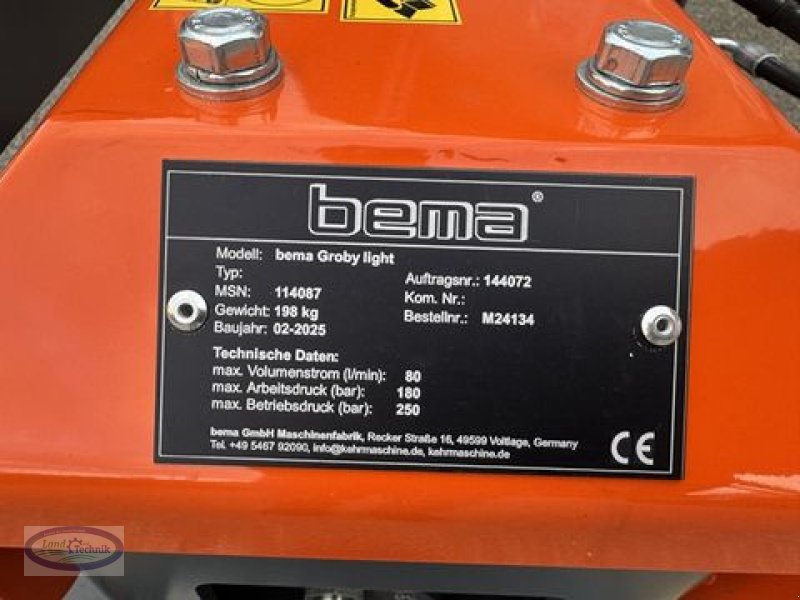 bema®
Modell: bema Groby light
Typ:
MSN: 114087
Gewicht: 198 kg
Baujahr: 02-2025
Auftragsnr.: 144072
Kom. Nr.:
Bestellnr.: M24134
Technische Daten:
max. Volumenstrom (l/min): 80
max. Arbeitsdruck (bar): 180
max. Betriebsdruck (bar): 250
bema GmbH Maschinenfabrik, Recker Straße 16, 49599 Voltlage, Germany
Tel. +49 5467 92090, info@kehrmaschine.de, kehrmaschine.de
CE
Land
Technik